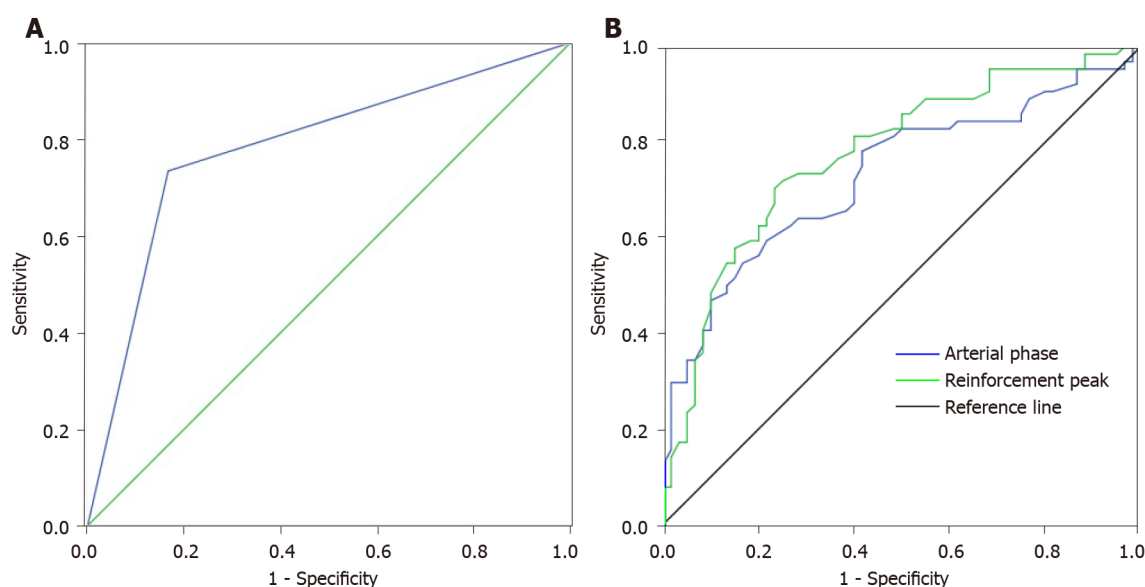 A
1.0
0.8
0.6
0.4
0.2
0.0
Sensitivity
0.0 0.2 0.4 0.6 0.8 1.0
1 - Specificity
B
1.0
0.8
0.6
0.4
0.2
0.0
Sensitivity
Arterial phase
Reinforcement peak
Reference line
0.0 0.2 0.4 0.6 0.8 1.0
1 - Specificity